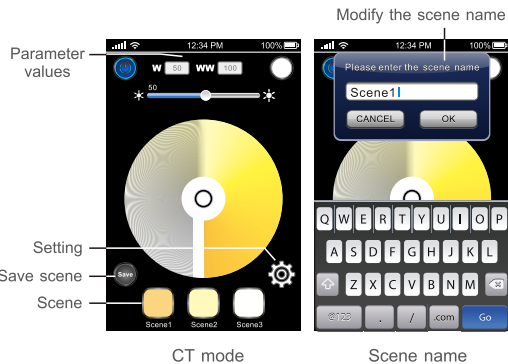 Modify the scene name
12:34 PM 100%
Parameter
values
W 50 WW 100
50
Setting
Save scene
Save
Scene
Scene1 Scene2 Scene3
CT mode
12:34 PM 100%
Please enter the scene name
Scene1
CANCEL OK
Q W E R T Y U I O P
A S D F G H J K L
Z X C V B N M
@123 . / .com Go
Scene name